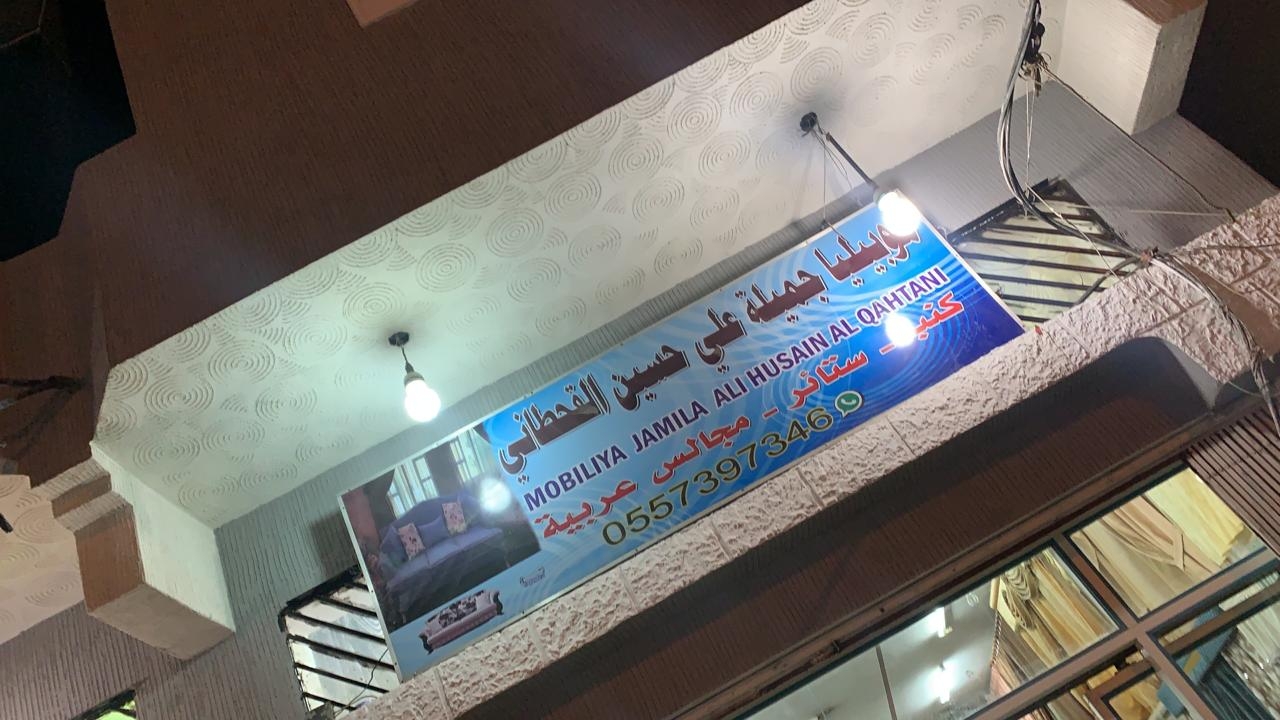 موبيليا جميلة علي حسين القحطاني
MOBILIYA JAMILA ALI HUSAIN AL QAHTANI
كنب - ستائر - مجالس عربية
0557397346